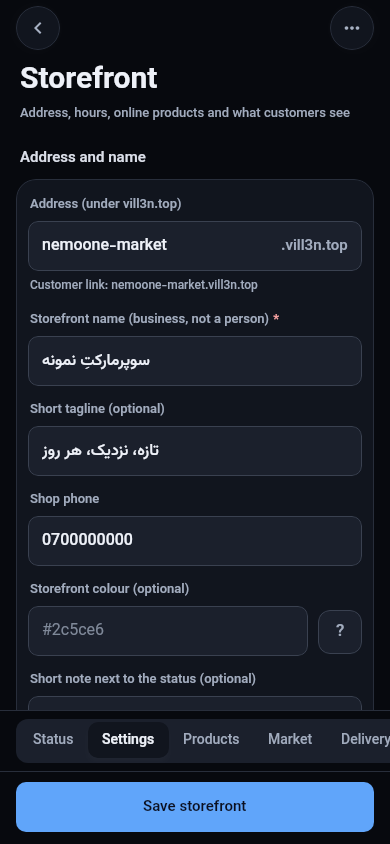 Storefront
Address, hours, online products and what customers see
Address and name
Address (under vill3n.top)
nemoone-market .vill3n.top
Customer link: nemoone-market.vill3n.top
Storefront name (business, not a person) *
سوپرمارکتِ نمونه
Short tagline (optional)
تازه، نزدیک، هر روز
Shop phone
0700000000
Storefront colour (optional)
#2c5ce6 ?
Short note next to the status (optional)
Status Settings Products Market Delivery
Save storefront